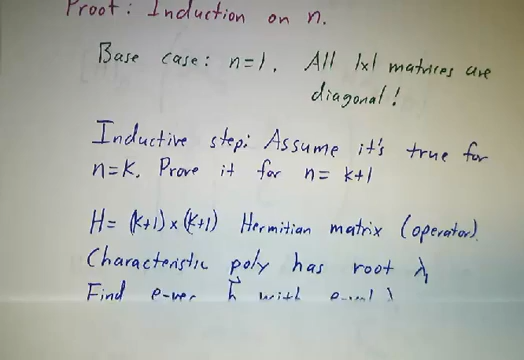 Proof: Induction on n.
Base case: n=1. All 1x1 matrices are
diagonal!
Inductive step: Assume it's true for
n=k. Prove it for n= k+1
H= (k+1)x(k+1) Hermitian matrix (operator).
Characteristic poly has root λ
Find with